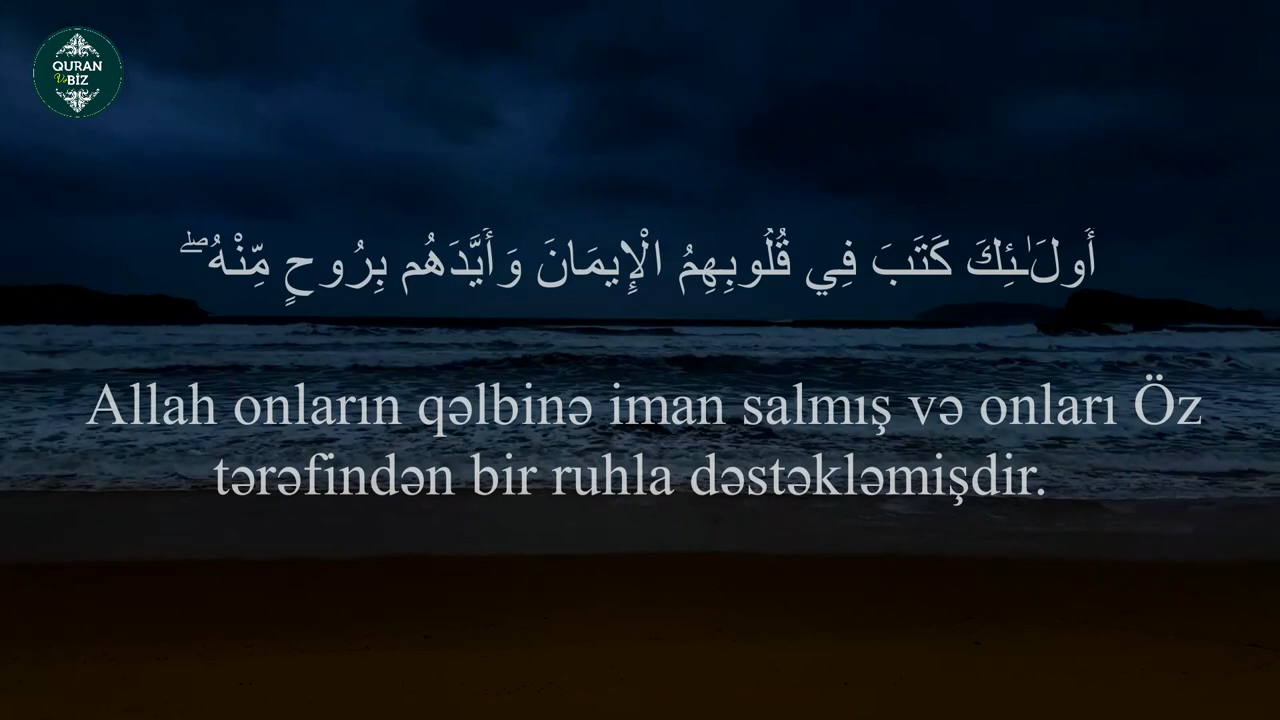 QURAN
Və BİZ
أَولَـٰئِكَ كَتَبَ فِي قُلُوبِهِمُ الْإِيمَانَ وَأَيَّدَهُم بِرُوحٍ مِّنْهُ ۖ
Allah onların qəlbinə iman salmış və onları Öz
tərəfindən bir ruhla dəstəkləmişdir.